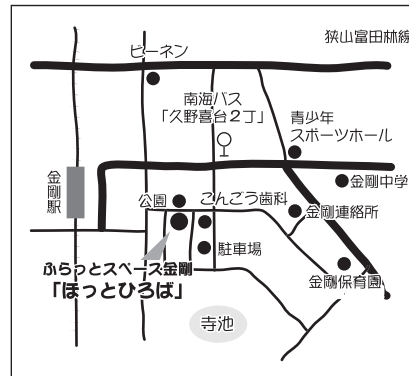 狭山富田林線
ピーネン
南海バス
「久野喜台2丁」
青少年
スポーツホール
金剛駅
金剛中学
公園
こんごう歯科
金剛連絡所
駐車場
ふらっとスペース金剛
「ほっとひろば」
金剛保育園
寺池